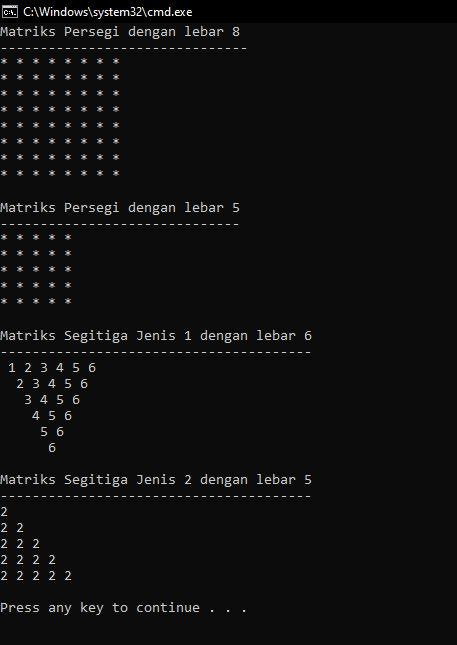 C:\Windows\system32\cmd.exe
Matriks Persegi dengan lebar 8
-------------------------------
* * * * * * * *
* * * * * * * *
* * * * * * * *
* * * * * * * *
* * * * * * * *
* * * * * * * *
* * * * * * * *
* * * * * * * *
Matriks Persegi dengan lebar 5
------------------------------
* * * * *
* * * * *
* * * * *
* * * * *
* * * * *
Matriks Segitiga Jenis 1 dengan lebar 6
---------------------------------------
 1 2 3 4 5 6
  2 3 4 5 6
   3 4 5 6
    4 5 6
     5 6
      6
Matriks Segitiga Jenis 2 dengan lebar 5
---------------------------------------
2
2 2
2 2 2
2 2 2 2
2 2 2 2 2
Press any key to continue . . .